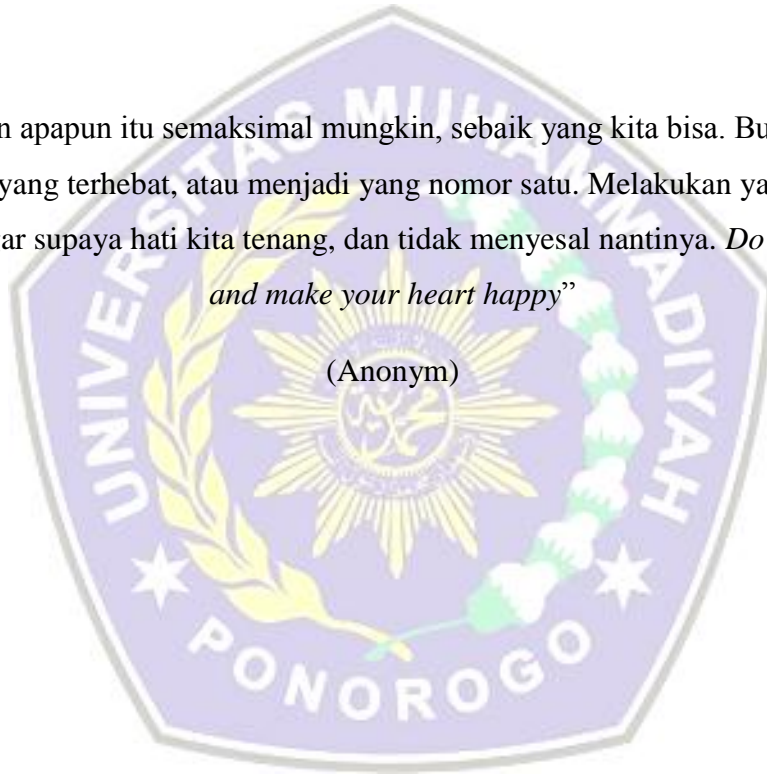 n apapun itu semaksimal mungkin, sebaik yang kita bisa. Bu
yang terhebat, atau menjadi yang nomor satu. Melakukan ya
ar supaya hati kita tenang, dan tidak menyesal nantinya. Do
and make your heart happy”
(Anonym)
UNIVERSITAS MUHAMMADIYAH
PONOROGO